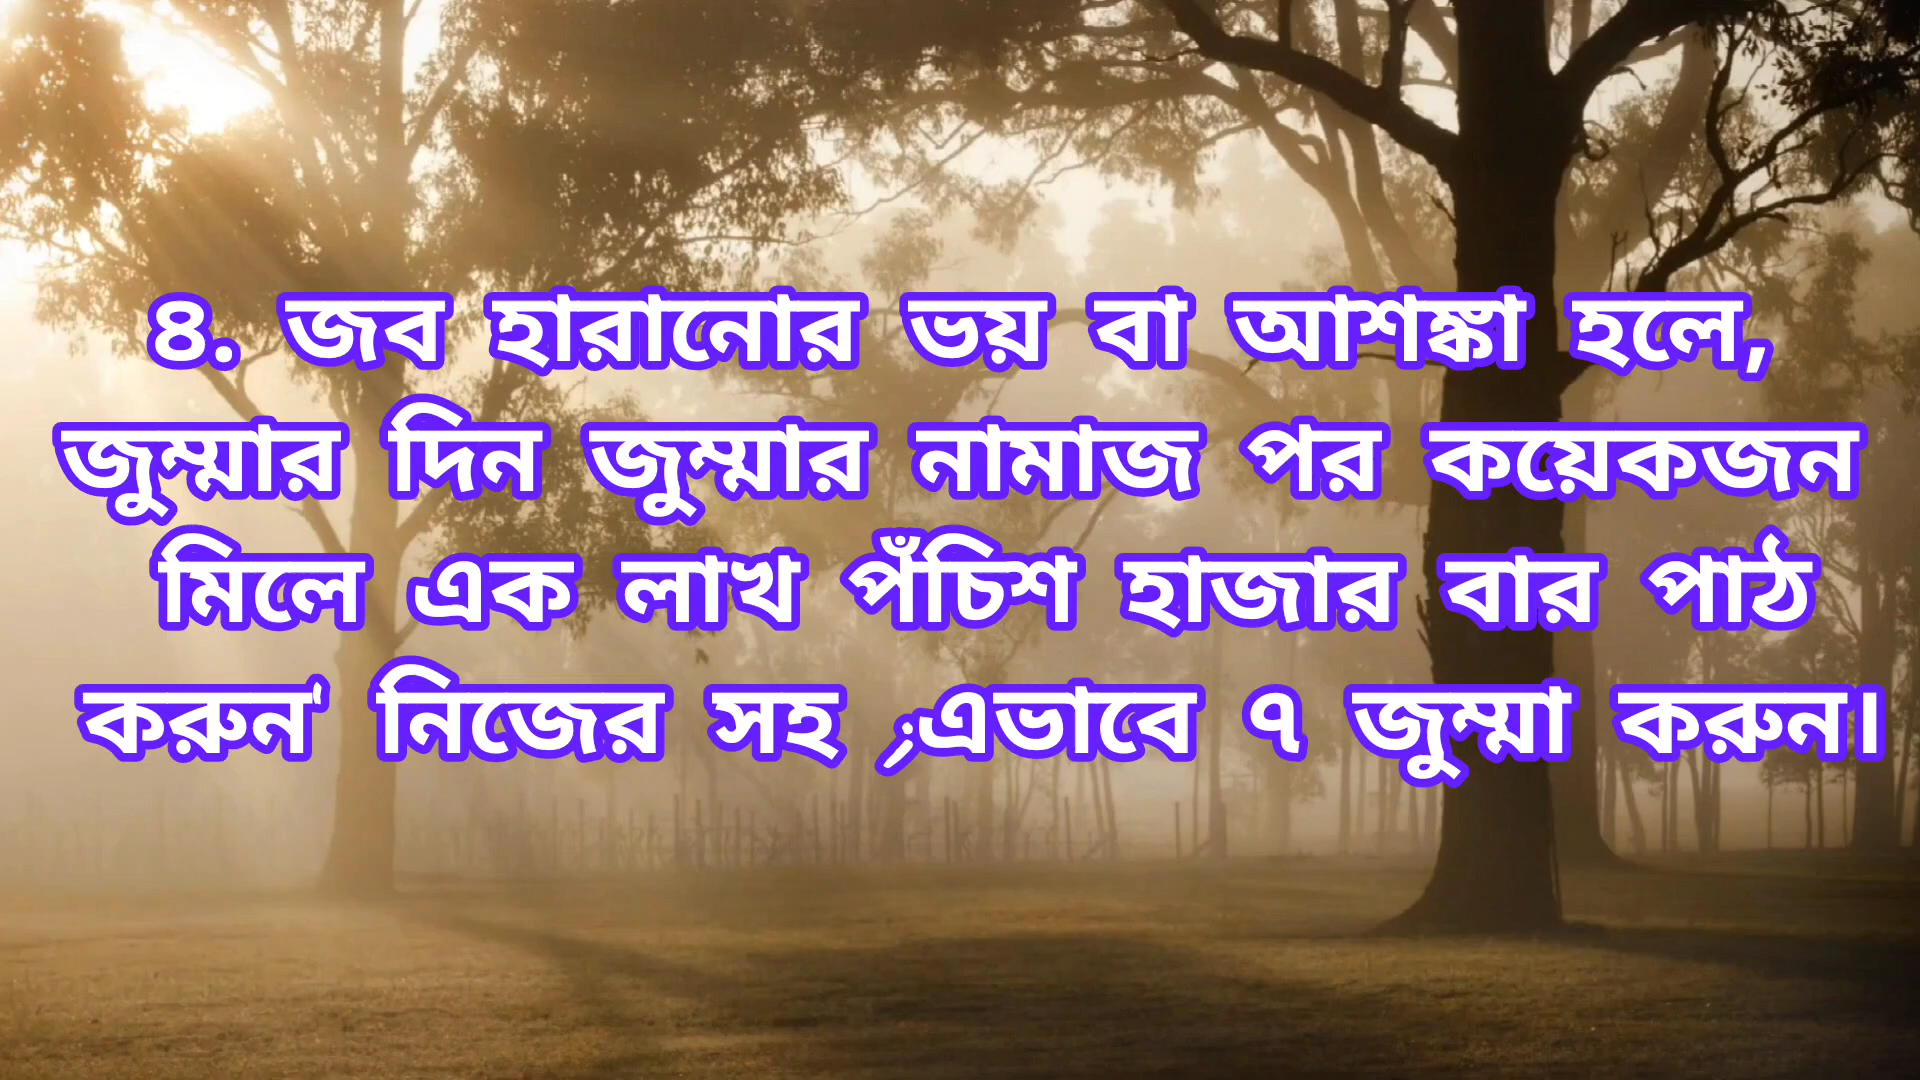 ৪. জব হারানোর ভয় বা আশঙ্কা হলে,
জুম্মার দিন জুম্মার নামাজ পর কয়েকজন
মিলে এক লাখ পঁচিশ হাজার বার পাঠ
করুন' নিজের সহ ;এভাবে ৭ জুম্মা করুন।